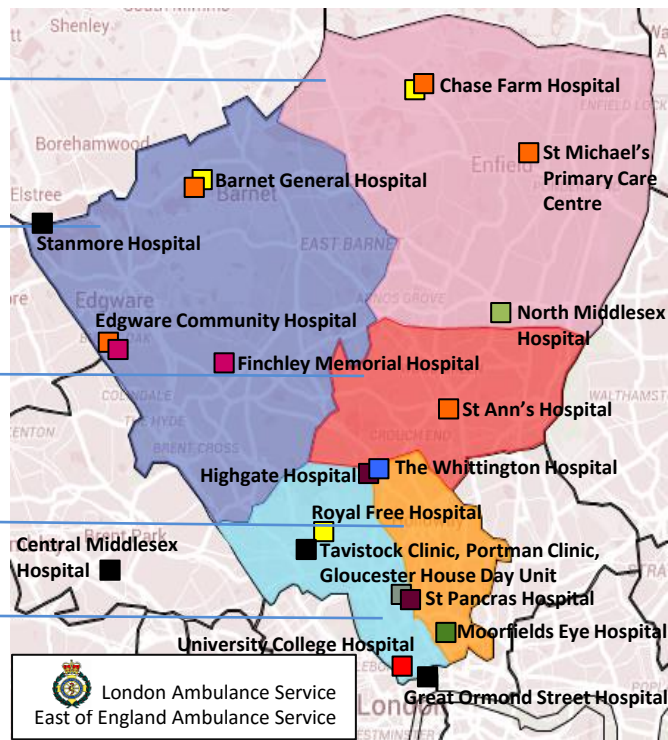 Shenley
Chase Farm Hospital
Borehamwood
Enfield
St Michael's
Primary Care
Centre
Barnet General Hospital
Barnet
Elstree
Stanmore Hospital
EAST BARNET
Edgware
ARNOS GROVE
North Middlesex
Hospital
Edgware Community Hospital
Finchley Memorial Hospital
COLINDALE
THE HYDE
WALTHAMST
St Ann's Hospital
KENTON
CROUCH END
BRENT CROSS
The Whittington Hospital
Highgate Hospital
Royal Free Hospital
Brent Park
Central Middlesex
Hospital
Tavistock Clinic, Portman Clinic,
Gloucester House Day Unit
St Pancras Hospital
Moorfields Eye Hospital
University College Hospital
Great Ormond Street Hospital
London
London Ambulance Service
East of England Ambulance Service